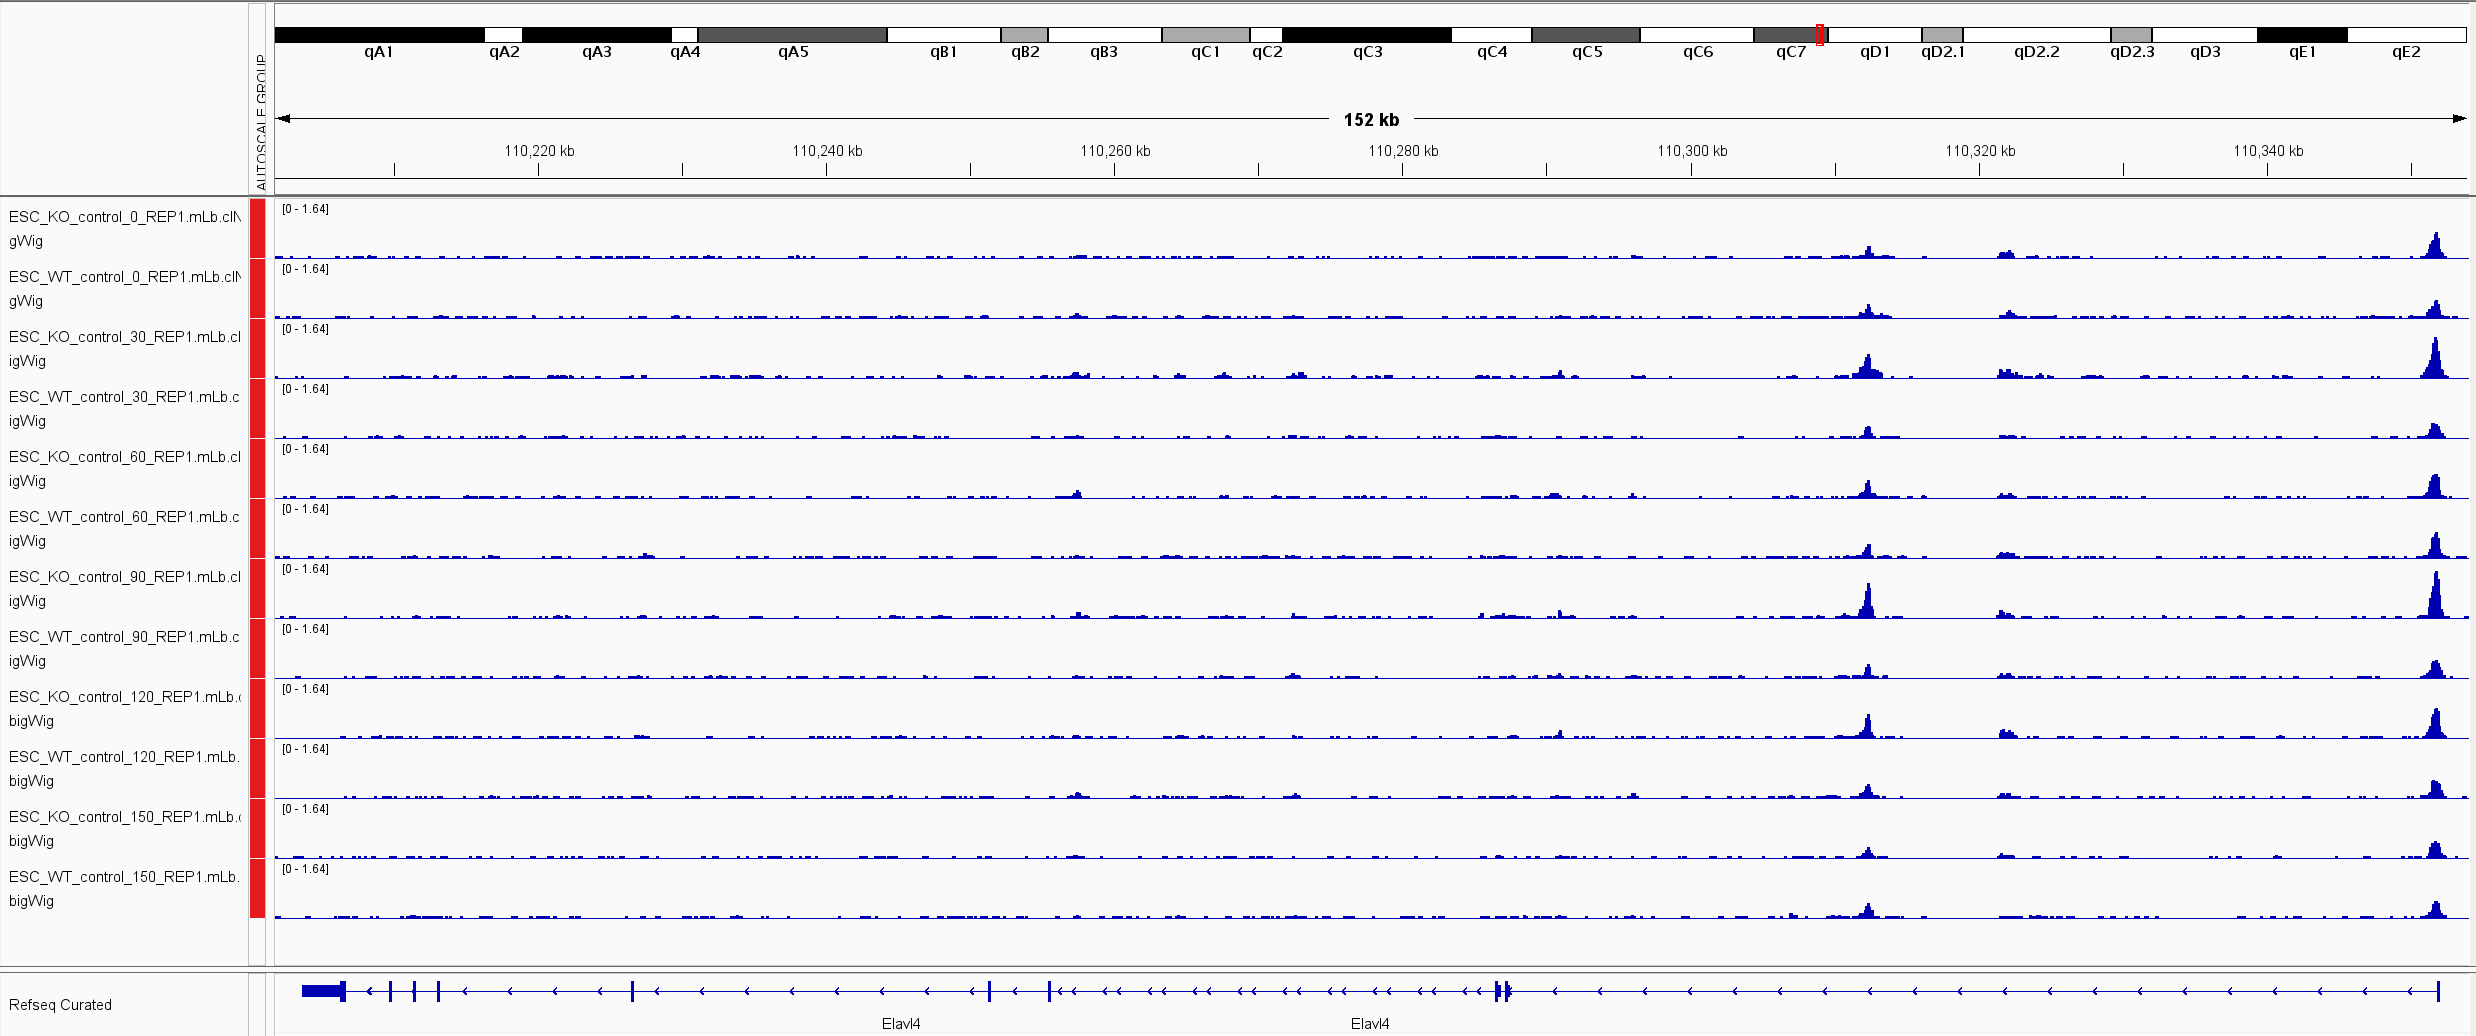 qA1 qA2 qA3 qA4 qA5 qB1 qB2 qB3 qC1 qC2 qC3 qC4 qC5 qC6 qC7 qD1 qD2.1 qD2.2 qD2.3 qD3 qE1 qE2
AUTOSCALE GROUP
152 kb
110,220 kb 110,240 kb 110,260 kb 110,280 kb 110,300 kb 110,320 kb 110,340 kb
[0 - 1.64]
ESC_KO_control_0_REP1.mLb.clN
gWig
[0 - 1.64]
ESC_WT_control_0_REP1.mLb.clN
gWig
[0 - 1.64]
ESC_KO_control_30_REP1.mLb.cl
igWig
[0 - 1.64]
ESC_WT_control_30_REP1.mLb.c
igWig
[0 - 1.64]
ESC_KO_control_60_REP1.mLb.cl
igWig
[0 - 1.64]
ESC_WT_control_60_REP1.mLb.c
igWig
[0 - 1.64]
ESC_KO_control_90_REP1.mLb.cl
igWig
[0 - 1.64]
ESC_WT_control_90_REP1.mLb.c
igWig
[0 - 1.64]
ESC_KO_control_120_REP1.mLb.c
bigWig
[0 - 1.64]
ESC_WT_control_120_REP1.mLb.
bigWig
[0 - 1.64]
ESC_KO_control_150_REP1.mLb.c
bigWig
[0 - 1.64]
ESC_WT_control_150_REP1.mLb.
bigWig
Refseq Curated
Elavl4 Elavl4